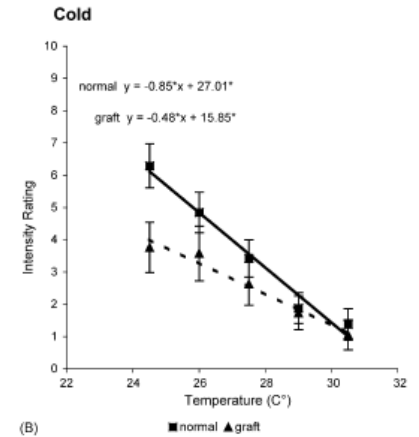 Cold
10
9
normal y = -0.85*x + 27.01*
8
graft y = -0.48*x + 15.85*
7
6
5
4
3
2
1
0
Intensity Rating
22 24 26 28 30 32
Temperature (C°)
(B)
normal graft